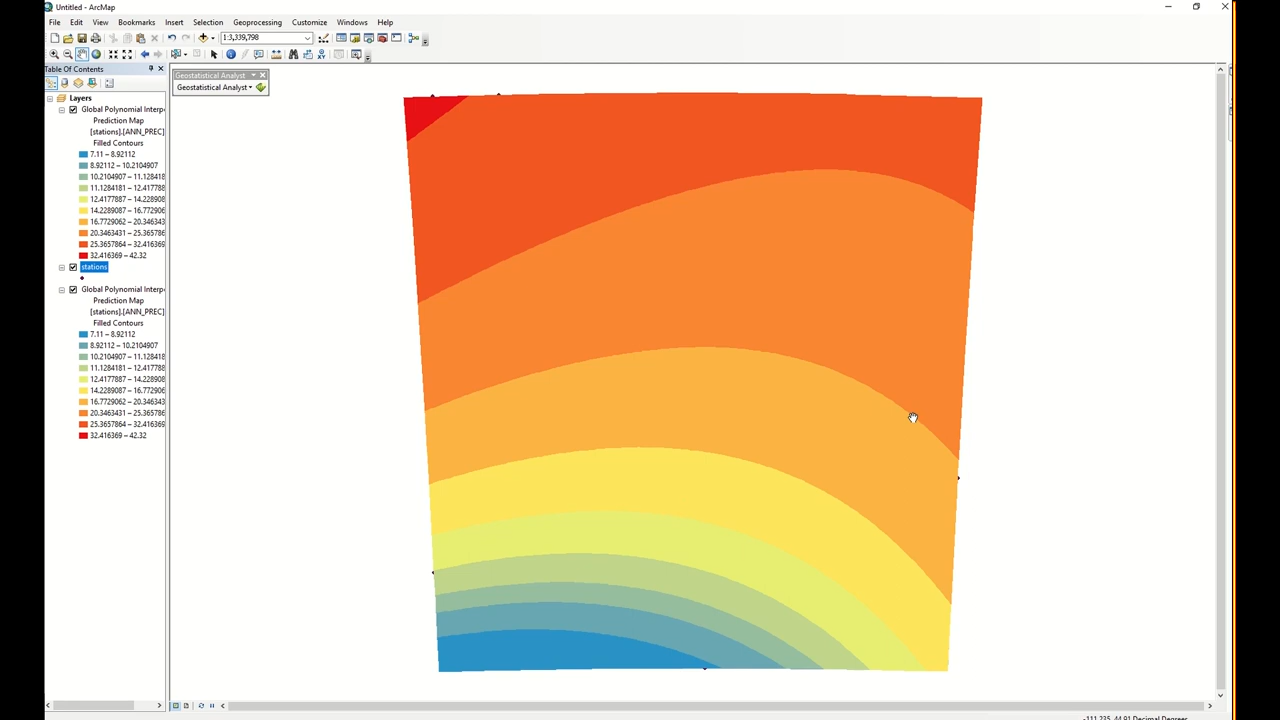 Untitled - ArcMap
File Edit View Bookmarks Insert Selection Geoprocessing Customize Windows Help
1:3,339,798
Table Of Contents
Geostatistical Analyst
Geostatistical Analyst
Layers
Global Polynomial Interp
Prediction Map
[stations].[ANN_PREC]
Filled Contours
7.11 – 8.92112
8.92112 – 10.2104907
10.2104907 – 11.128418
11.1284181 – 12.417788
12.4177887 – 14.228908
14.2289087 – 16.772906
16.7729062 – 20.346343
20.3463431 – 25.365786
25.3657864 – 32.416369
32.416369 – 42.32
stations
Global Polynomial Interp
Prediction Map
[stations].[ANN_PREC]
Filled Contours
7.11 – 8.92112
8.92112 – 10.2104907
10.2104907 – 11.128418
11.1284181 – 12.417788
12.4177887 – 14.228908
14.2289087 – 16.772906
16.7729062 – 20.346343
20.3463431 – 25.365786
25.3657864 – 32.416369
32.416369 – 42.32
-111.235 44.91 Decimal Degrees